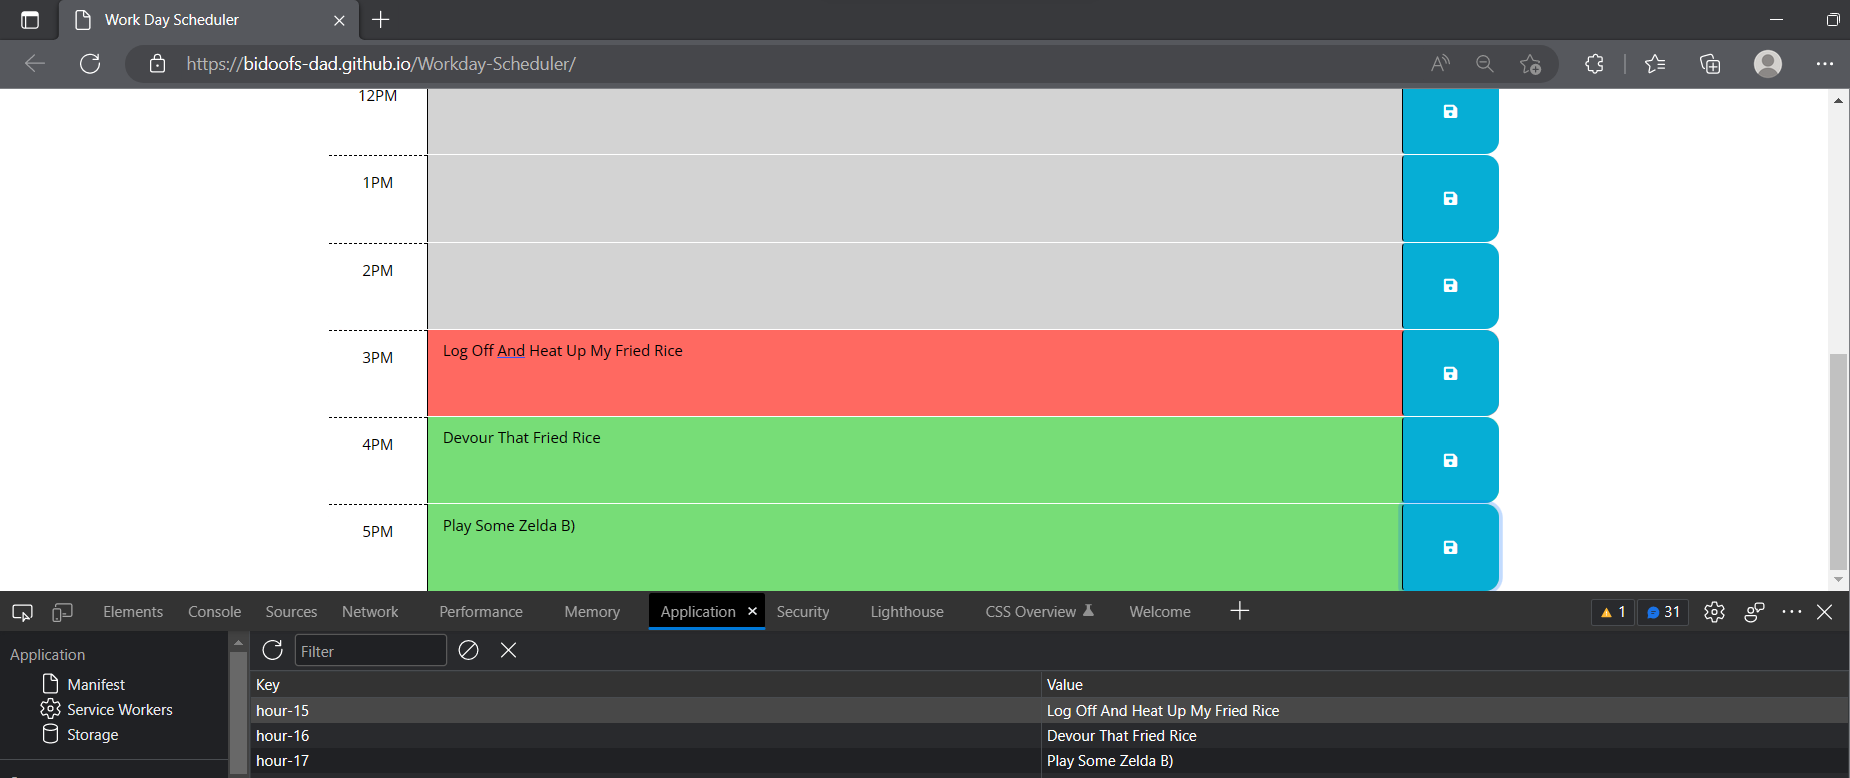 Work Day Scheduler
https://bidoofs-dad.github.io/Workday-Scheduler/
12PM
1PM
2PM
3PM Log Off And Heat Up My Fried Rice
4PM Devour That Fried Rice
5PM Play Some Zelda B)
Elements Console Sources Network Performance Memory Application Security Lighthouse CSS Overview Welcome 1 31
Application
Filter
Manifest
Service Workers
Storage
Key Value
hour-15 Log Off And Heat Up My Fried Rice
hour-16 Devour That Fried Rice
hour-17 Play Some Zelda B)